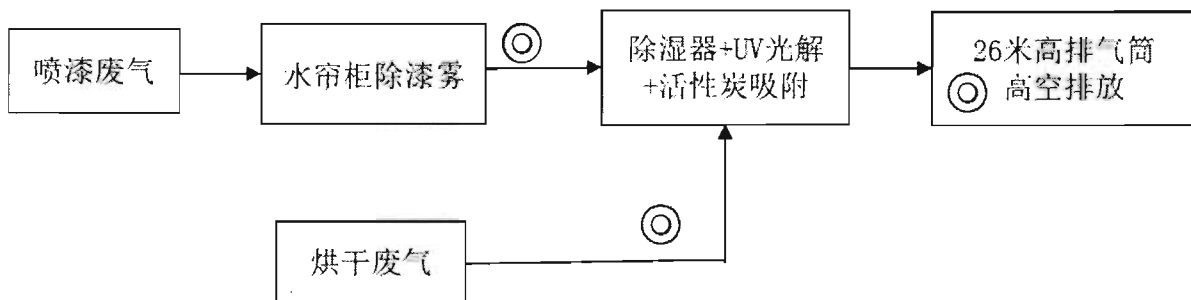 喷漆废气
水帘柜除漆雾
除湿器+UV光解
+活性炭吸附
26米高排气筒
高空排放
烘干废气